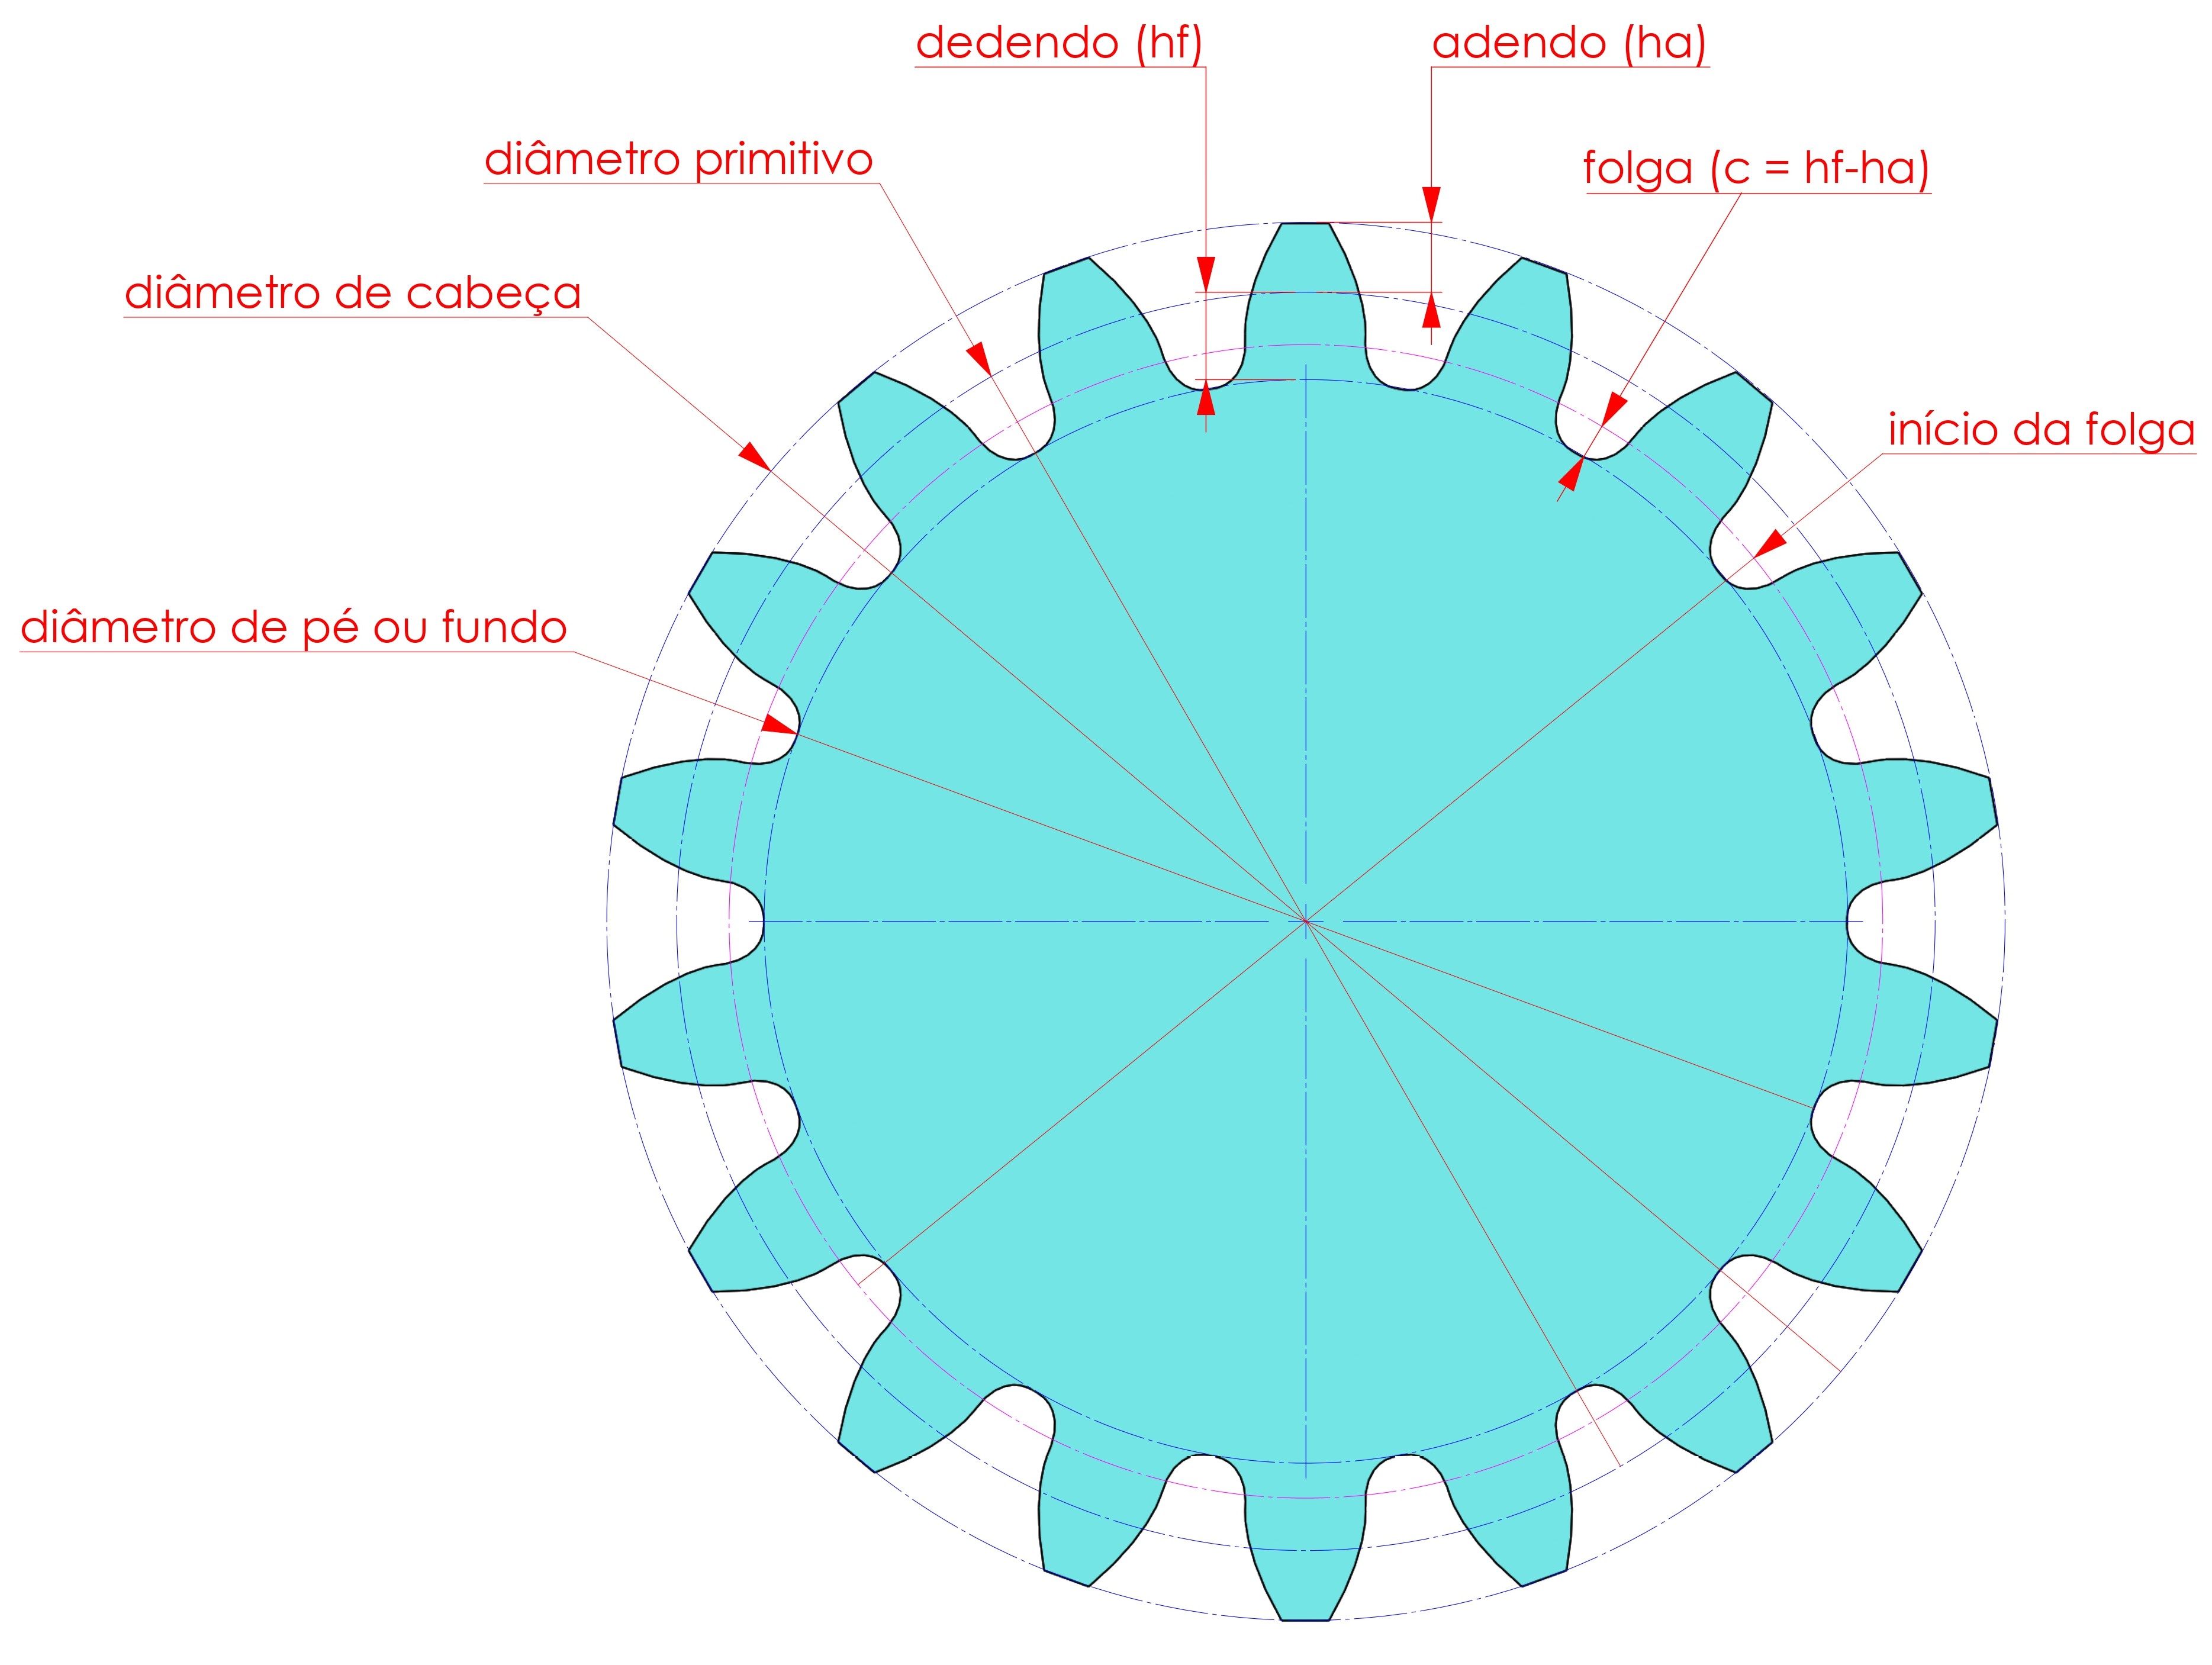 dedendo (hf)
adendo (ha)
diâmetro primitivo
folga (c = hf-ha)
diâmetro de cabeça
início da folga
diâmetro de pé ou fundo